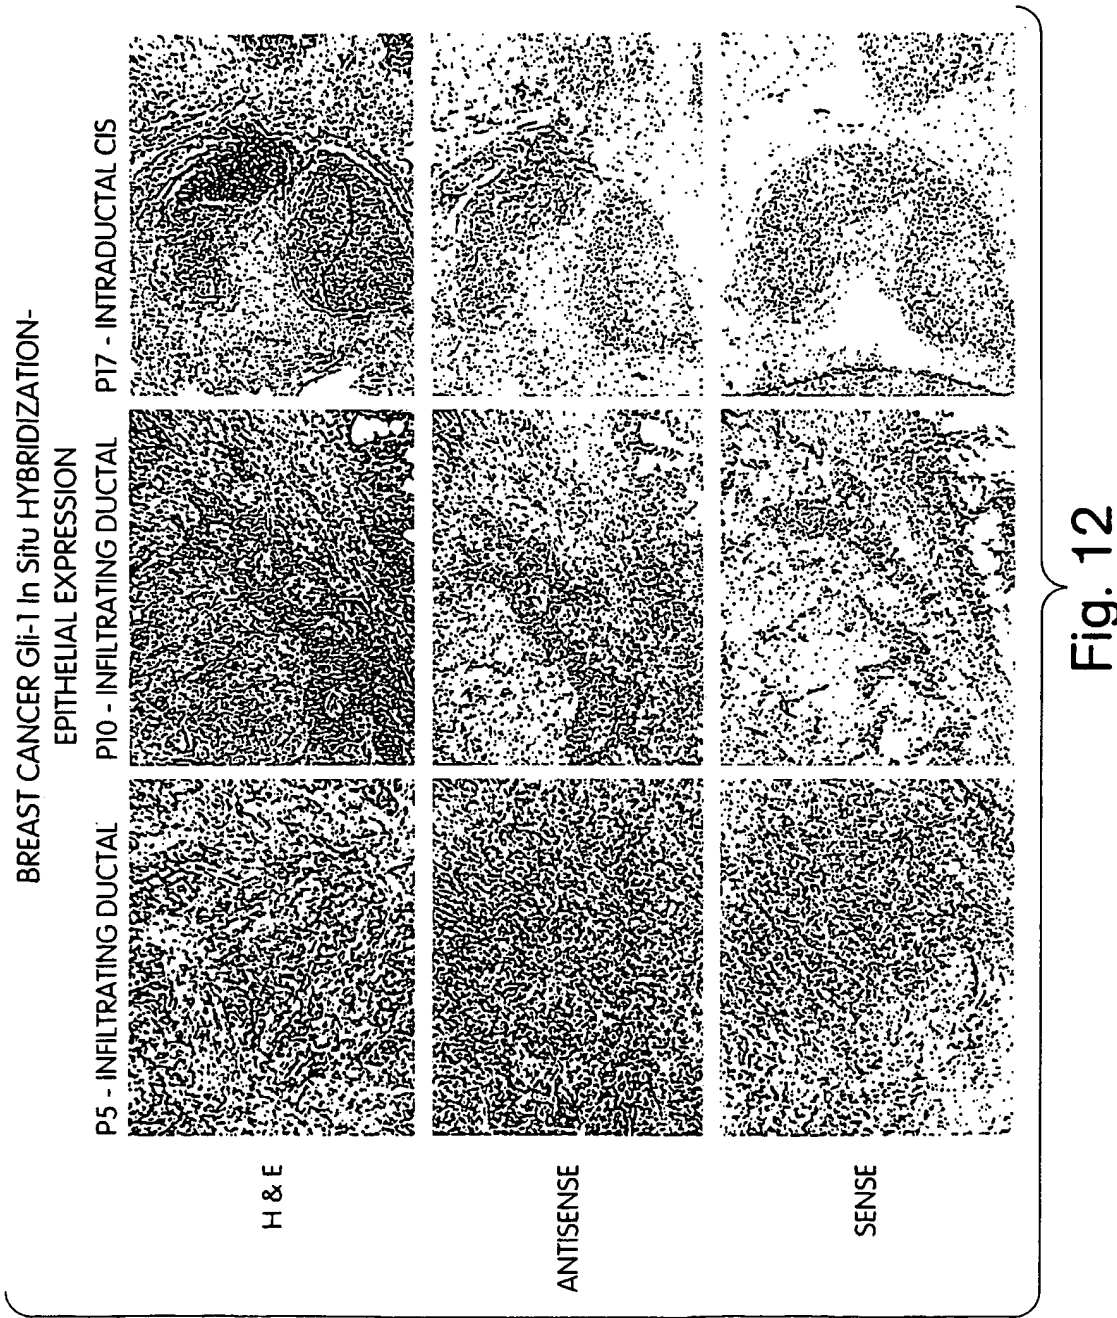 BREAST CANCER Gli-1 In Situ HYBRIDIZATION-
EPITHELIAL EXPRESSION
P5 - INFILTRATING DUCTAL
P10 - INFILTRATING DUCTAL
P17 - INTRADUCTAL CIS
H & E
ANTISENSE
SENSE
Fig. 12